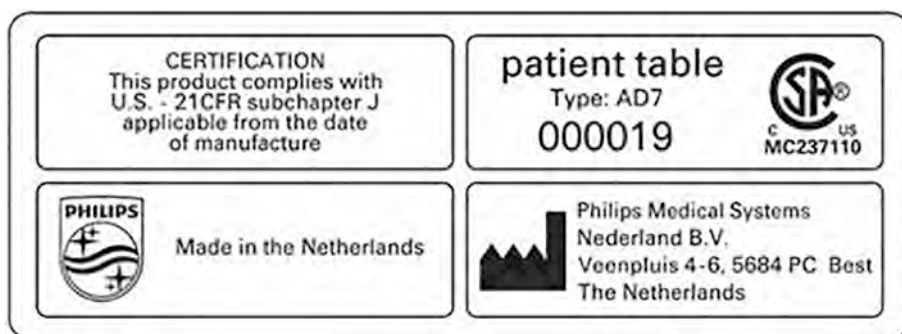 CERTIFICATION
This product complies with
U.S. - 21CFR subchapter J
applicable from the date
of manufacture
patient table
Type: AD7
000019
CSA®
C US
MC237110
PHILIPS
Made in the Netherlands
Philips Medical Systems
Nederland B.V.
Veenpluis 4-6, 5684 PC Best
The Netherlands